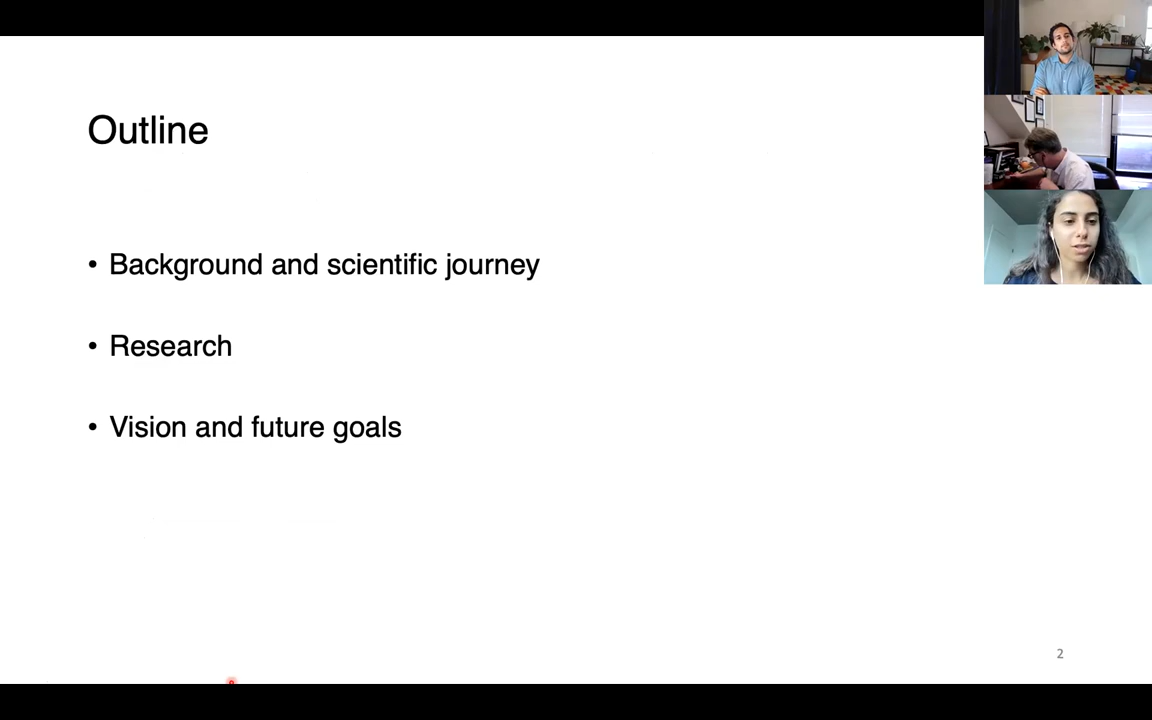 Outline
• Background and scientific journey
• Research
• Vision and future goals
2